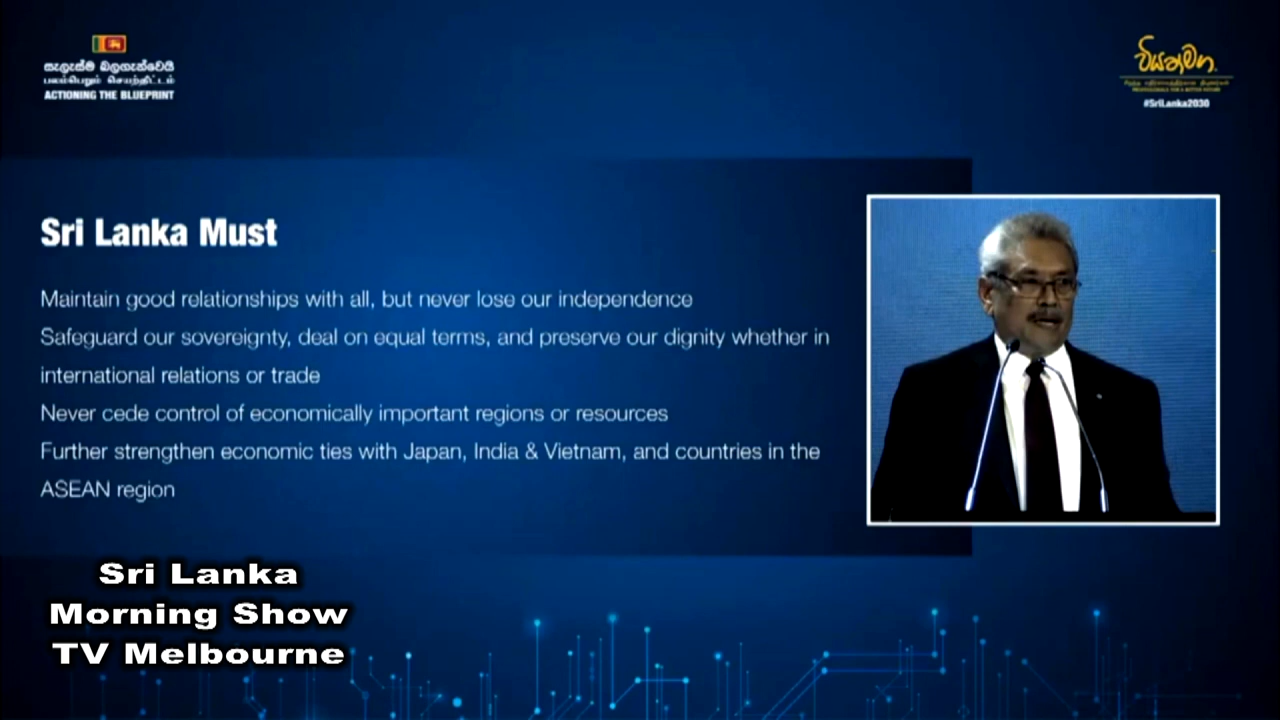 සැලැස්ම බලගැන්වෙයි
ACTIONING THE BLUEPRINT
වියත්මග
#SriLanka2030
Sri Lanka Must
Maintain good relationships with all, but never lose our independence
Safeguard our sovereignty, deal on equal terms, and preserve our dignity whether in
international relations or trade
Never cede control of economically important regions or resources
Further strengthen economic ties with Japan, India & Vietnam, and countries in the
ASEAN region
Sri Lanka
Morning Show
TV Melbourne